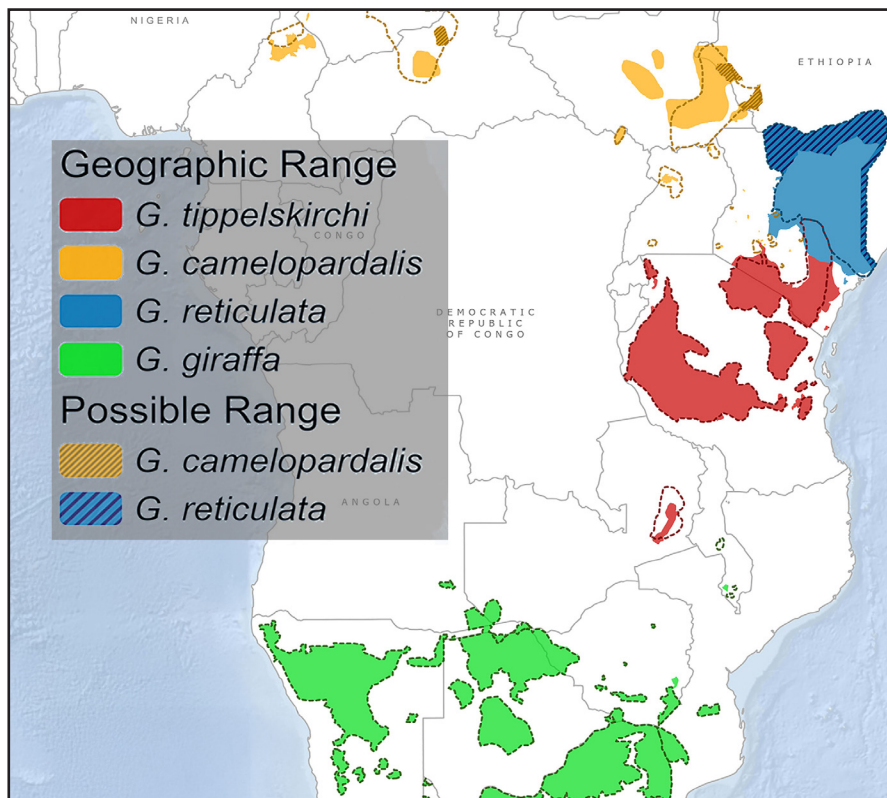 NIGERIA
ETHIOPIA
Geographic Range
G. tippelskirchi
CONGO
G. camelopardalis
G. reticulata
DEMOCRATIC
REPUBLIC
OF CONGO
G. giraffa
Possible Range
G. camelopardalis
G. reticulata
ANGOLA